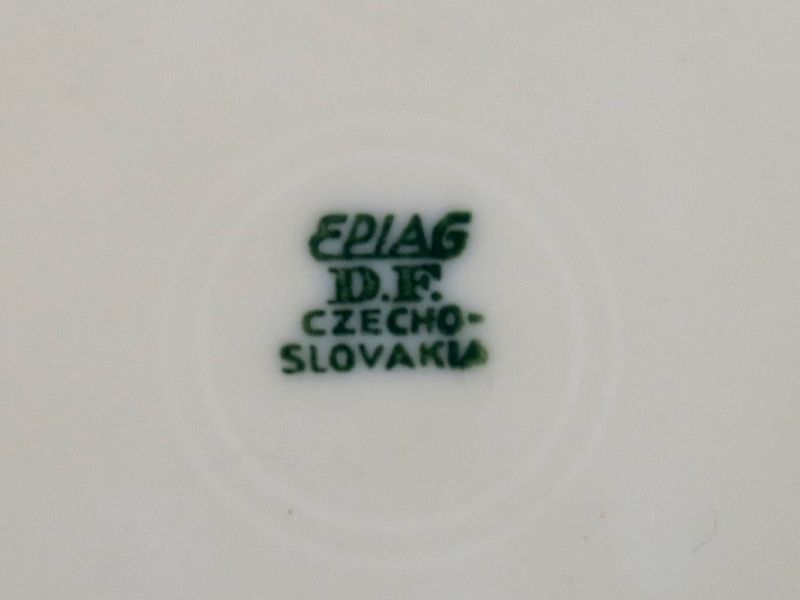 EPIAG
D.F.
CZECHO-
SLOVAKIA